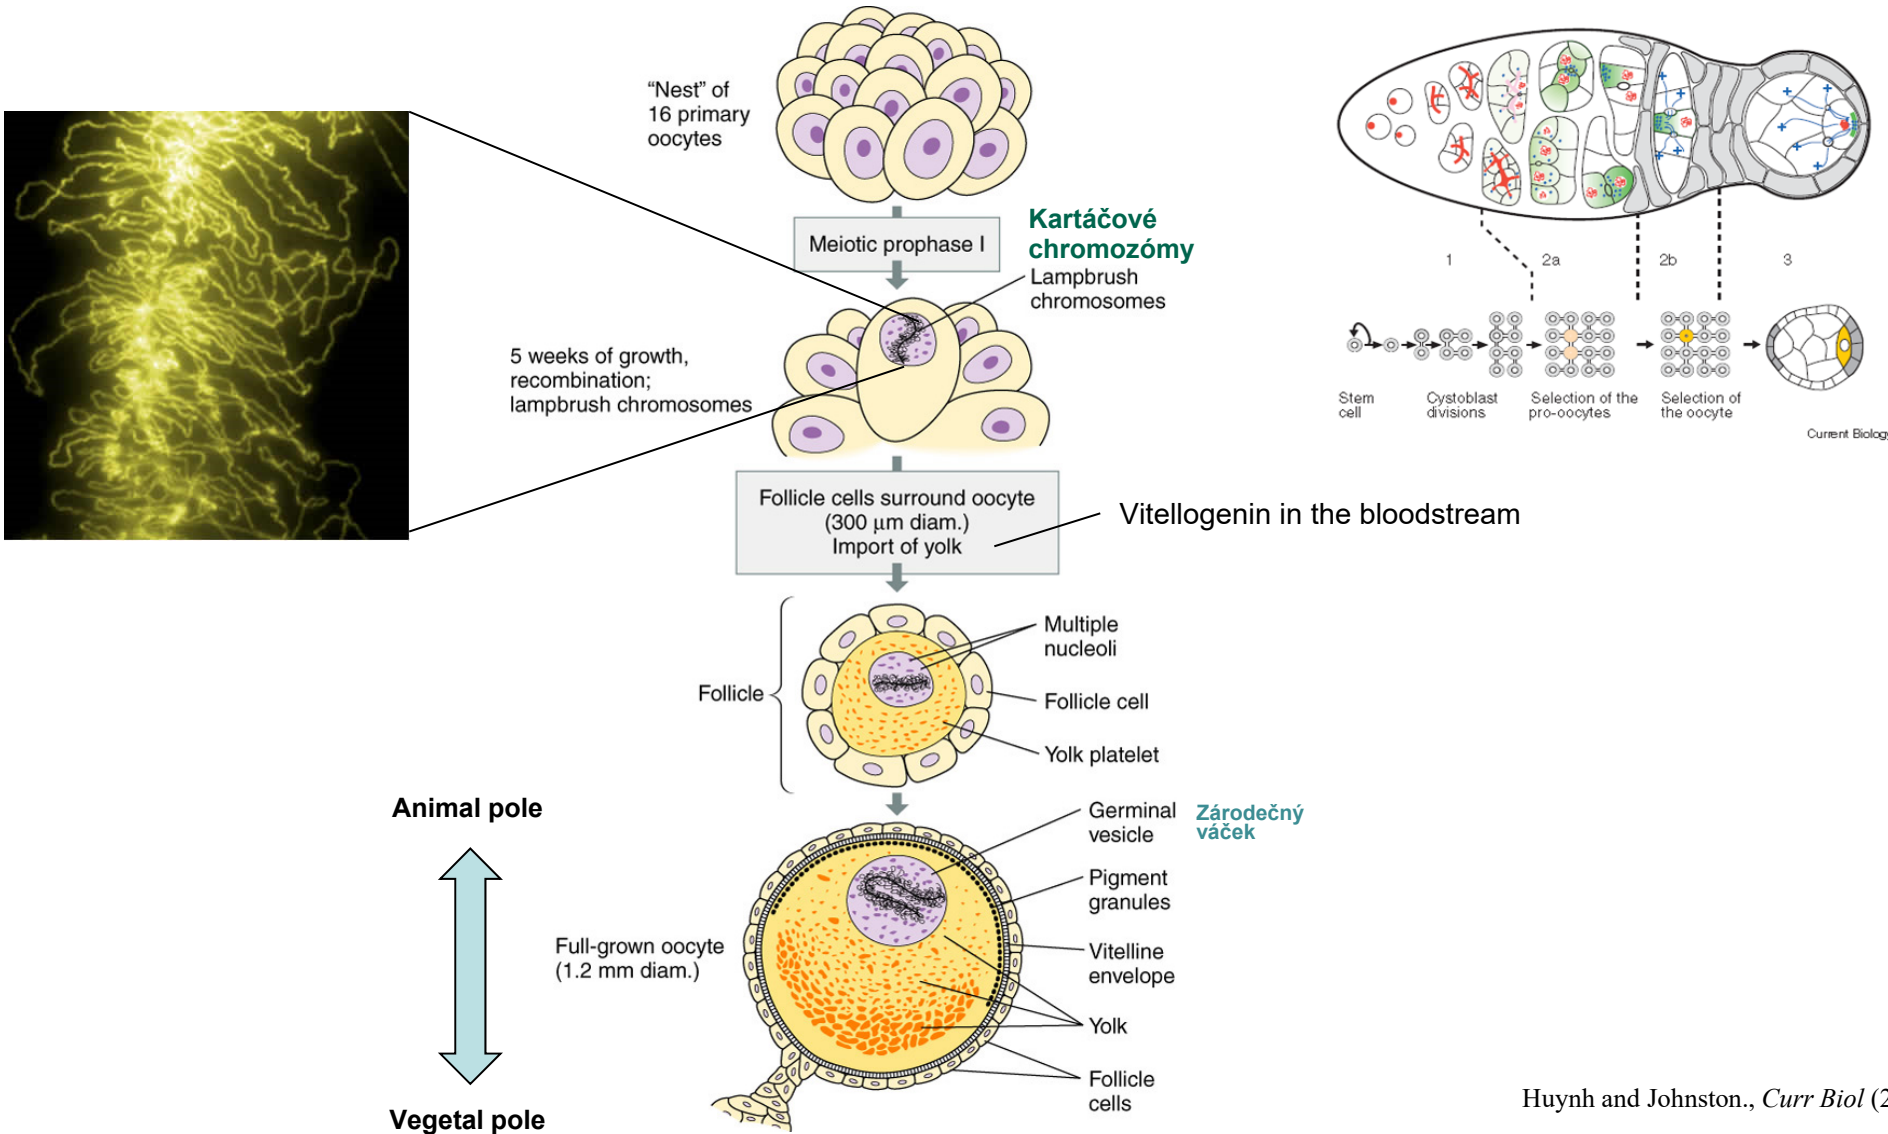 “Nest” of
16 primary
oocytes
Meiotic prophase I
Kartáčové
chromozómy
Lampbrush
chromosomes
5 weeks of growth,
recombination;
lampbrush chromosomes
Follicle cells surround oocyte
(300 μm diam.)
Import of yolk
Vitellogenin in the bloodstream
Multiple
nucleoli
Follicle
Follicle cell
Yolk platelet
Animal pole
Germinal
vesicle
Zárodečný
váček
Pigment
granules
Full-grown oocyte
(1.2 mm diam.)
Vitelline
envelope
Yolk
Follicle
cells
Vegetal pole
1 2a 2b 3
Stem
cell
Cystoblast
divisions
Selection of the
pro-oocytes
Selection of
the oocyte
Current Biology
Huynh and Johnston., Curr Biol (2